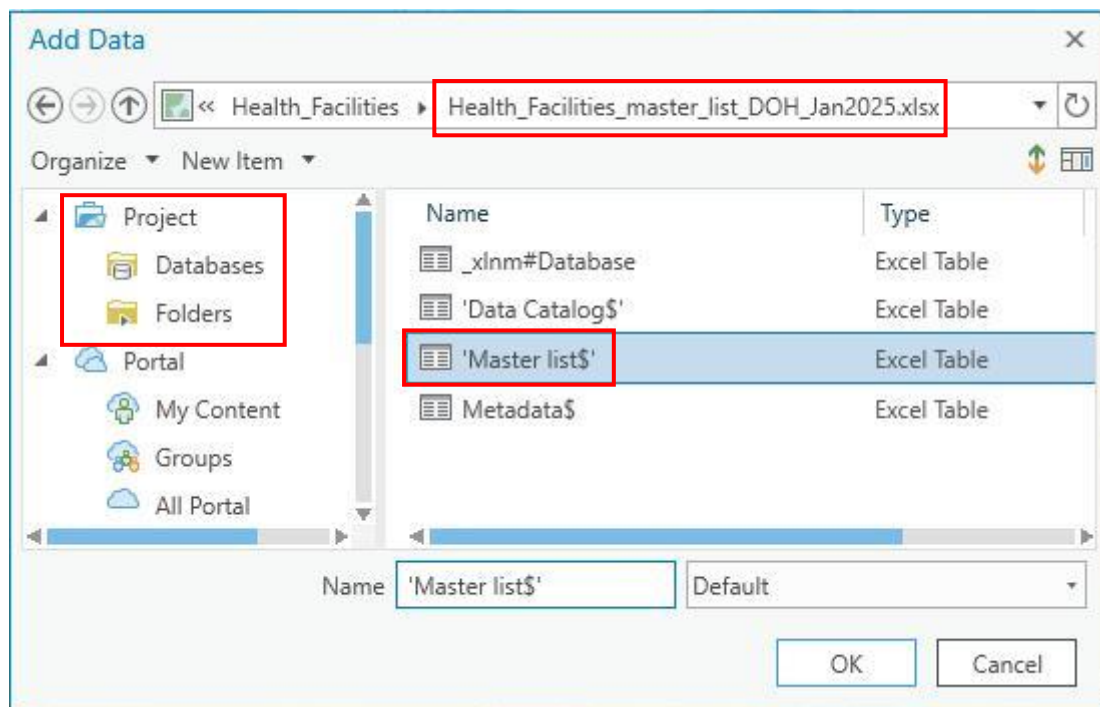 Add Data
« Health_Facilities Health_Facilities_master_list_DOH_Jan2025.xlsx
Organize New Item
Project
Databases
Folders
Portal
My Content
Groups
All Portal
Name Type
_xlnm#Database Excel Table
'Data Catalog$' Excel Table
'Master list$' Excel Table
Metadata$ Excel Table
Name 'Master list$' Default
OK Cancel